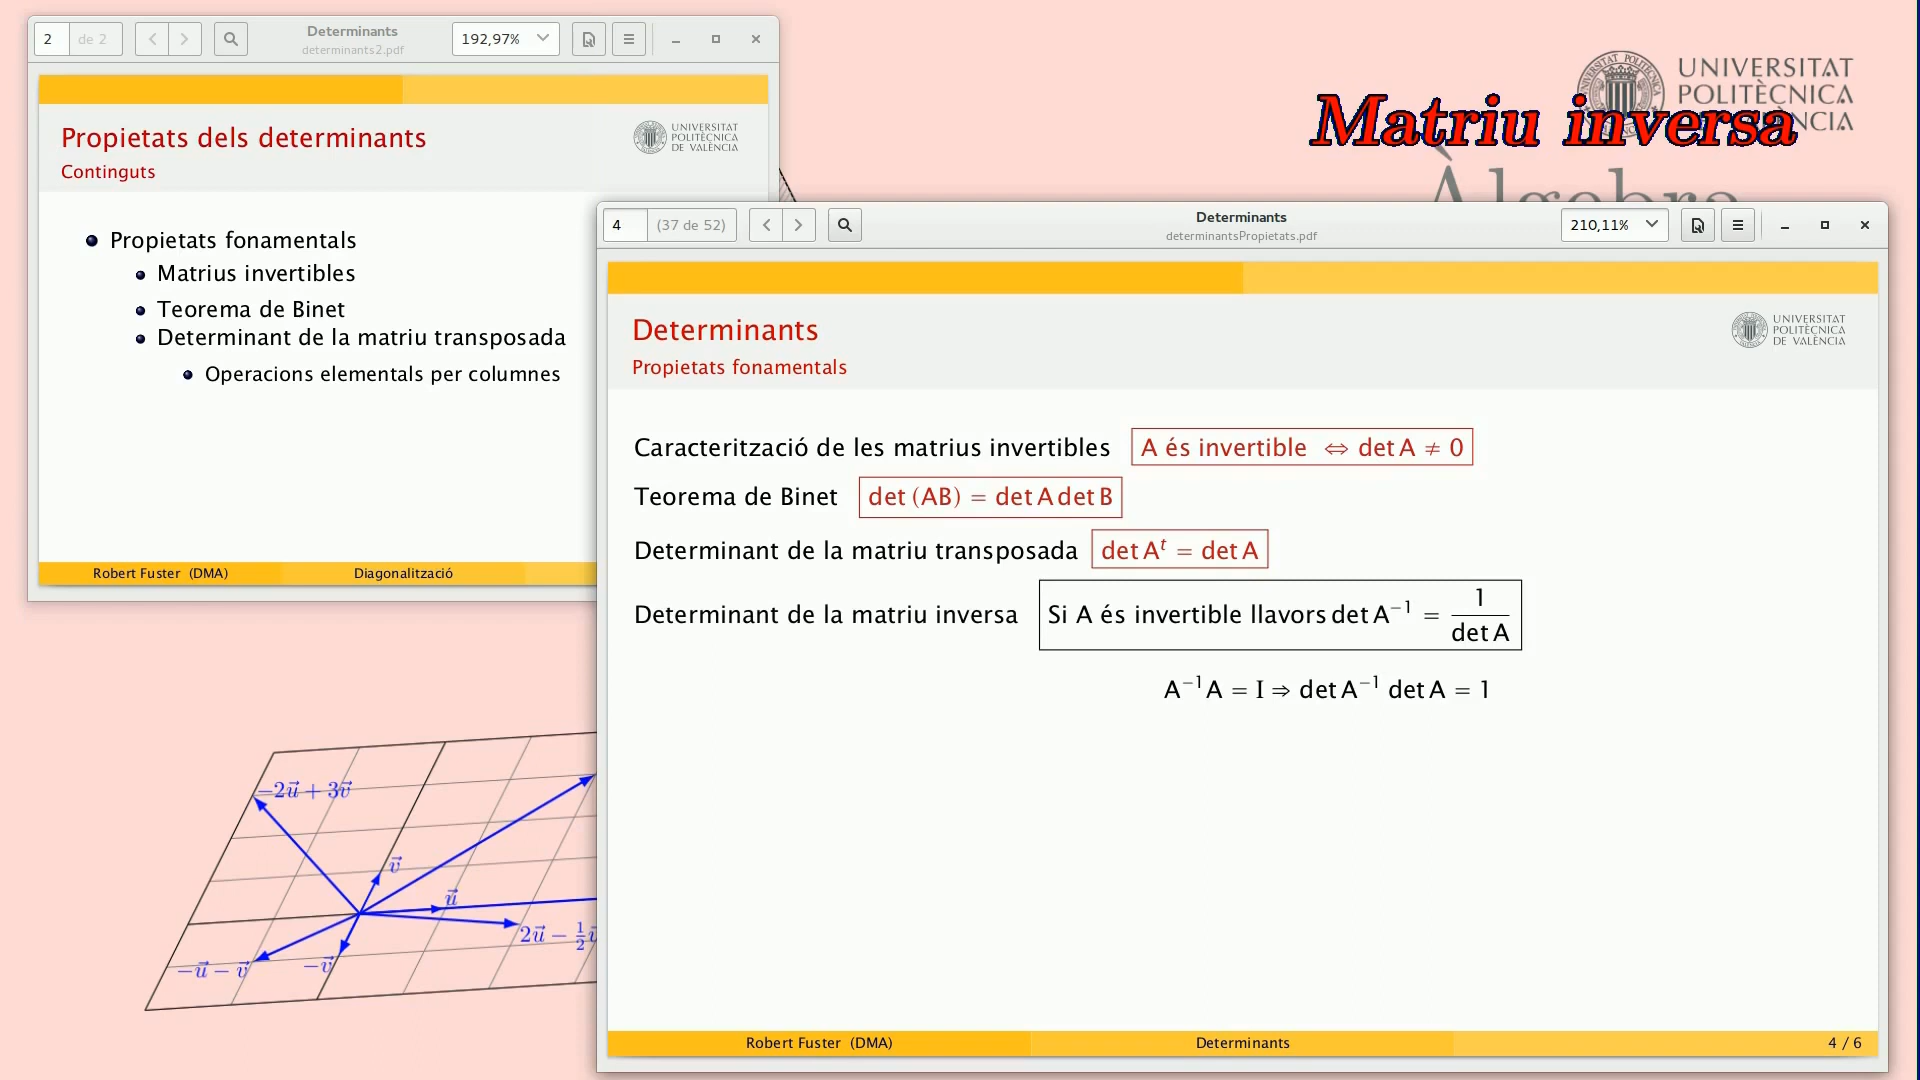 2 de 2
Determinants
determinants2.pdf
192,97%
Propietats dels determinants
Continguts
UNIVERSITAT
POLITÈCNICA
DE VALÈNCIA
Propietats fonamentals
Matrius invertibles
Teorema de Binet
Determinant de la matriu transposada
Operacions elementals per columnes
Robert Fuster (DMA) Diagonalització
UNIVERSITAT
POLITÈCNICA
Matriu inversa
Àlgebra
4 (37 de 52)
Determinants
determinantsPropietats.pdf
210,11%
Determinants
Propietats fonamentals
UNIVERSITAT
POLITÈCNICA
DE VALÈNCIA
Caracterització de les matrius invertibles A és invertible ⇔ det A ≠ 0
Teorema de Binet det (AB) = det A det B
Determinant de la matriu transposada det Aᵗ = det A
Determinant de la matriu inversa Si A és invertible llavors det A⁻¹ = 1/det A
A⁻¹A = I ⇒ det A⁻¹ det A = 1
Robert Fuster (DMA) Determinants 4 / 6
−2u⃗ + 3v⃗
v⃗
u⃗
2u⃗ − ½v⃗
−u⃗ − v⃗
−v⃗